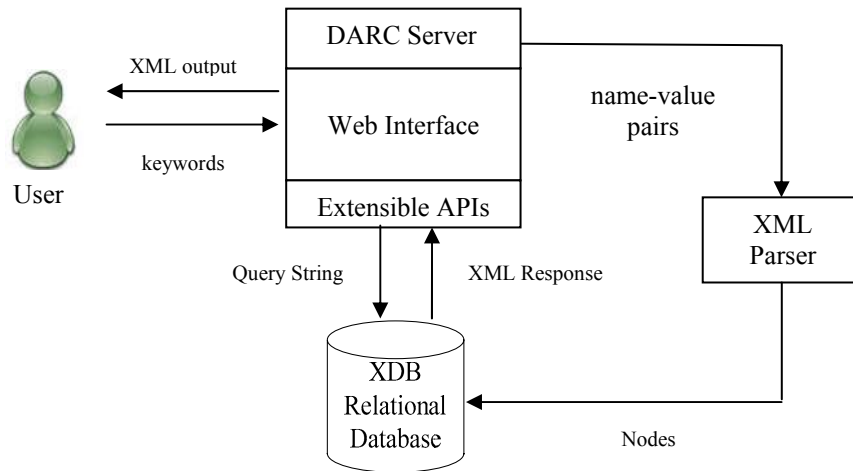 DARC Server
XML output
Web Interface
name-value
pairs
keywords
User
Extensible APIs
XML
Parser
Query String
XML Response
XDB
Relational
Database
Nodes